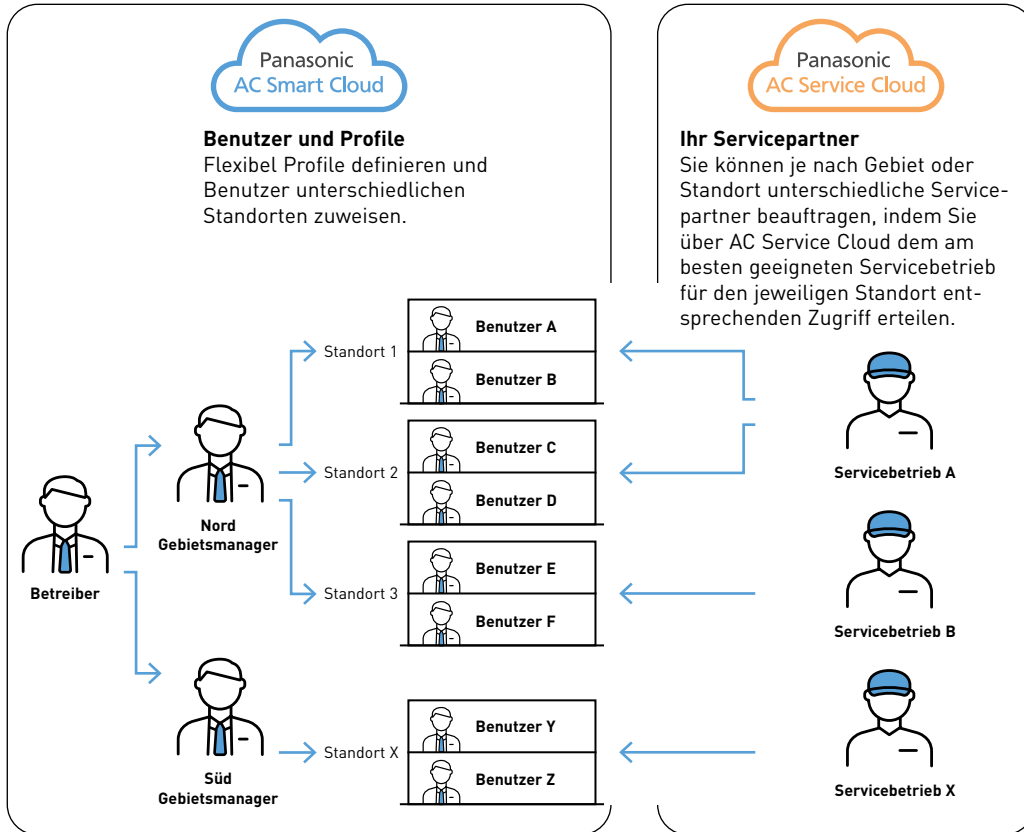 Panasonic
AC Smart Cloud
Benutzer und Profile
Flexibel Profile definieren und
Benutzer unterschiedlichen
Standorten zuweisen.
Panasonic
AC Service Cloud
Ihr Servicepartner
Sie können je nach Gebiet oder
Standort unterschiedliche Service-
partner beauftragen, indem Sie
über AC Service Cloud dem am
besten geeigneten Servicebetrieb
für den jeweiligen Standort ent-
sprechenden Zugriff erteilen.
Betreiber
Nord
Gebietsmanager
Süd
Gebietsmanager
Standort 1
Benutzer A
Benutzer B
Standort 2
Benutzer C
Benutzer D
Standort 3
Benutzer E
Benutzer F
Standort X
Benutzer Y
Benutzer Z
Servicebetrieb A
Servicebetrieb B
Servicebetrieb X